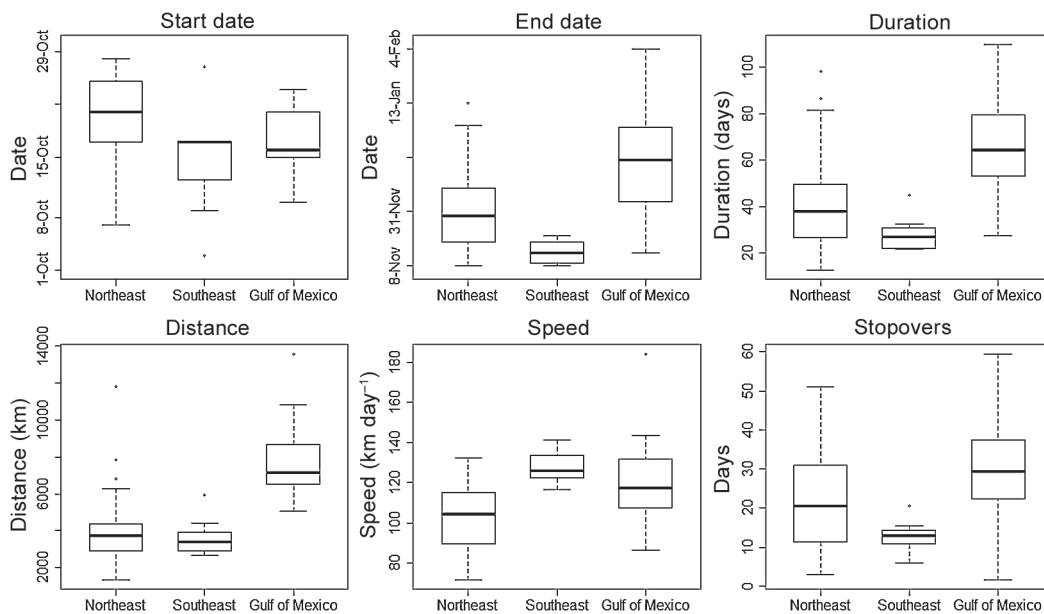 Start date
End date
Duration
Date
29-Oct
15-Oct
8-Oct
1-Oct
Northeast Southeast Gulf of Mexico
Date
4-Feb
13-Jan
31-Nov
8-Nov
Northeast Southeast Gulf of Mexico
Duration (days)
100
80
60
40
20
Northeast Southeast Gulf of Mexico
Distance
Speed
Stopovers
Distance (km)
14000
10000
6000
2000
Northeast Southeast Gulf of Mexico
Speed (km day⁻¹)
180
160
140
120
100
80
Northeast Southeast Gulf of Mexico
Days
60
50
40
30
20
10
0
Northeast Southeast Gulf of Mexico